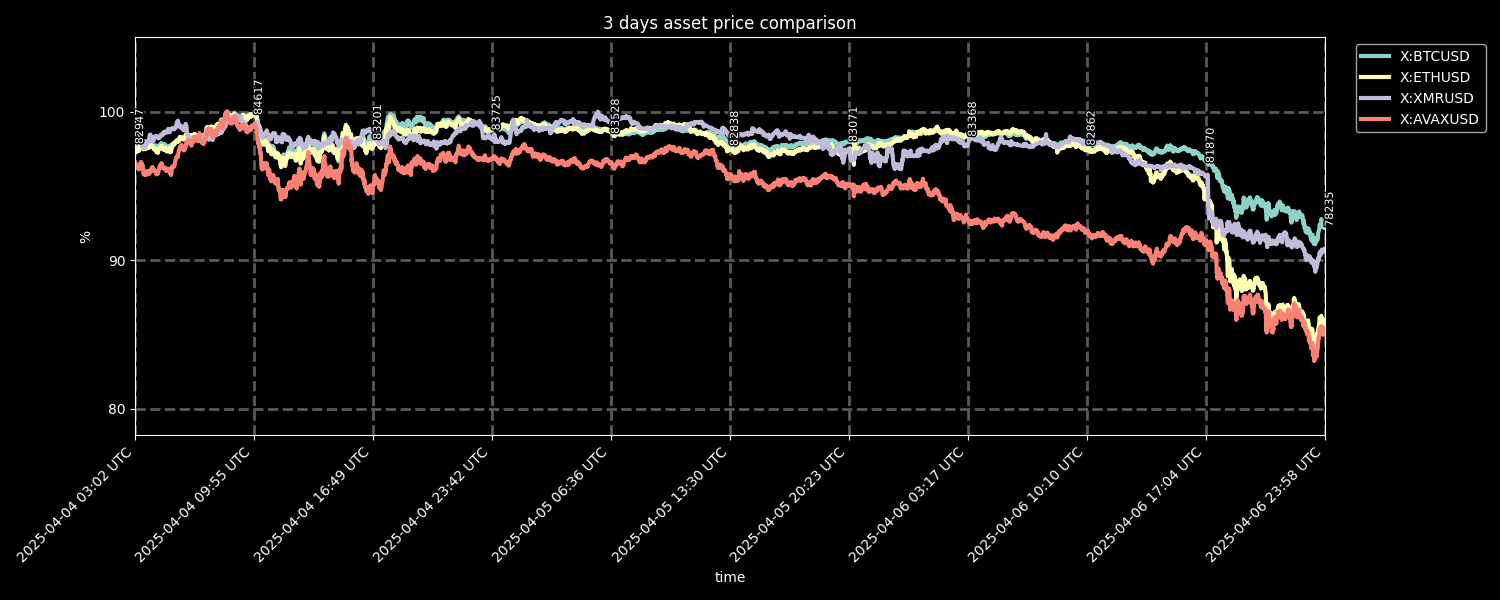 3 days asset price comparison
X:BTCUSD
X:ETHUSD
X:XMRUSD
X:AVAXUSD
%
100
90
80
82947
84617
83201
83725
83528
82838
83071
83368
82862
81870
78235
2025-04-04 03:02 UTC
2025-04-04 09:55 UTC
2025-04-04 16:49 UTC
2025-04-04 23:42 UTC
2025-04-05 06:36 UTC
2025-04-05 13:30 UTC
2025-04-05 20:23 UTC
2025-04-06 03:17 UTC
2025-04-06 10:10 UTC
2025-04-06 17:04 UTC
2025-04-06 23:58 UTC
time